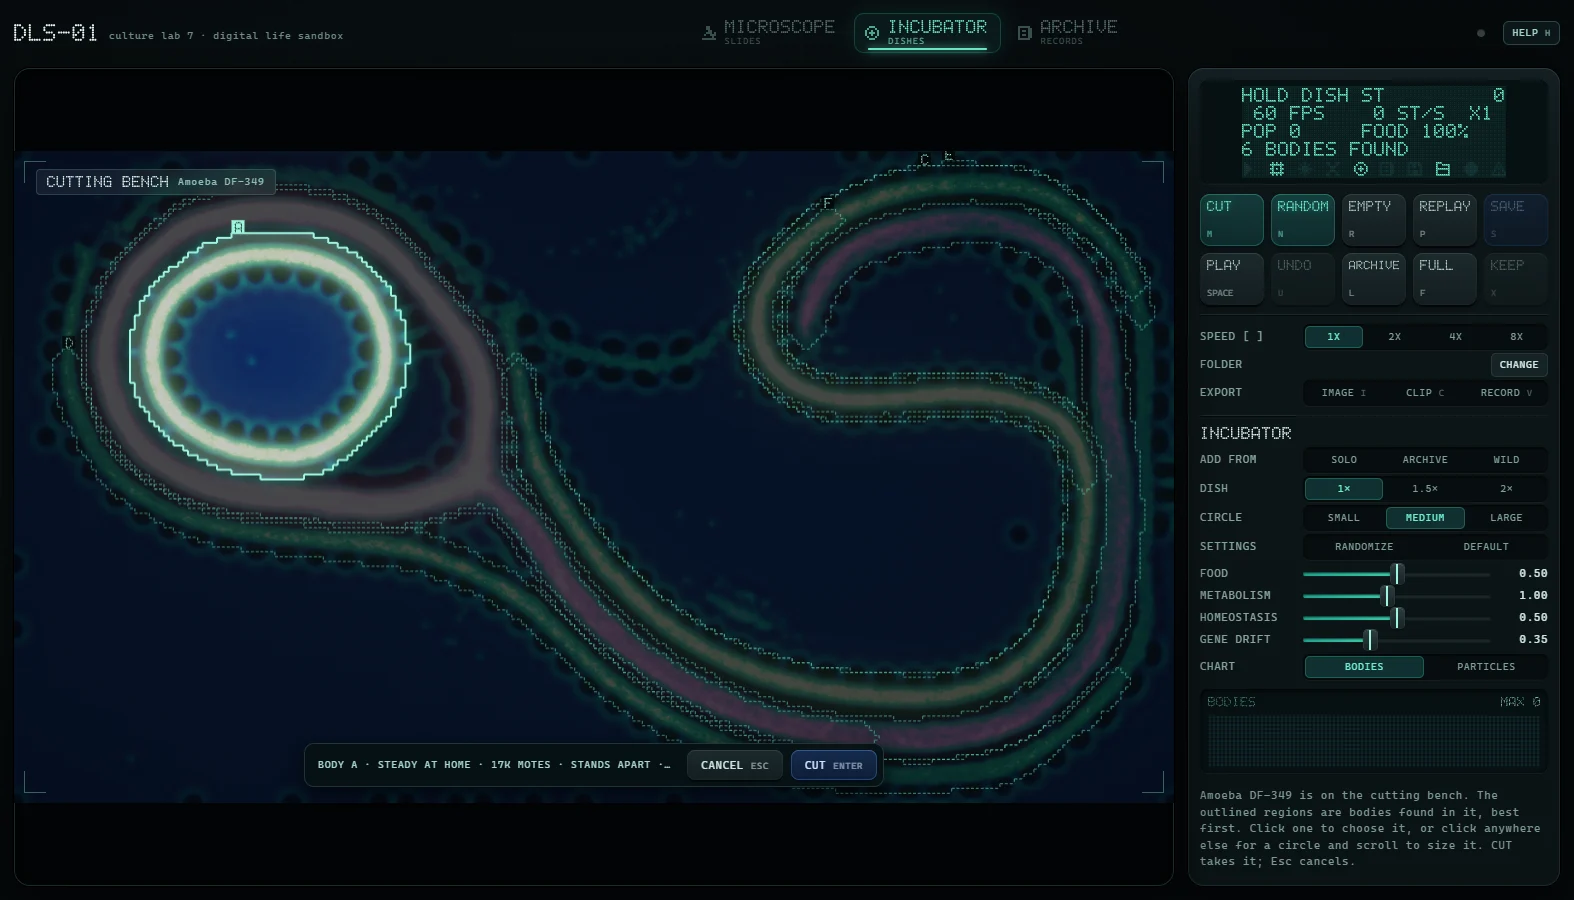 DLS-01 culture lab 7 · digital life sandbox
MICROSCOPE
SLIDES
INCUBATOR
DISHES
ARCHIVE
RECORDS
HELP H
CUTTING BENCH Amoeba DF-349
A
C
E
F
D
BODY A · STEADY AT HOME · 17K MOTES · STANDS APART ·…
CANCEL ESC
CUT ENTER
HOLD DISH ST 0
60 FPS 0 ST/S X1
POP 0 FOOD 100%
6 BODIES FOUND
CUT
M
RANDOM
N
EMPTY
R
REPLAY
P
SAVE
S
PLAY
SPACE
UNDO
U
ARCHIVE
L
FULL
F
KEEP
X
SPEED [ ] 1X 2X 4X 8X
FOLDER CHANGE
EXPORT IMAGE I CLIP C RECORD V
INCUBATOR
ADD FROM SOLO ARCHIVE WILD
DISH 1× 1.5× 2×
CIRCLE SMALL MEDIUM LARGE
SETTINGS RANDOMIZE DEFAULT
FOOD 0.50
METABOLISM 1.00
HOMEOSTASIS 0.50
GENE DRIFT 0.35
CHART BODIES PARTICLES
BODIES MAX 0
Amoeba DF-349 is on the cutting bench. The
outlined regions are bodies found in it, best
first. Click one to choose it, or click anywhere
else for a circle and scroll to size it. CUT
takes it; Esc cancels.